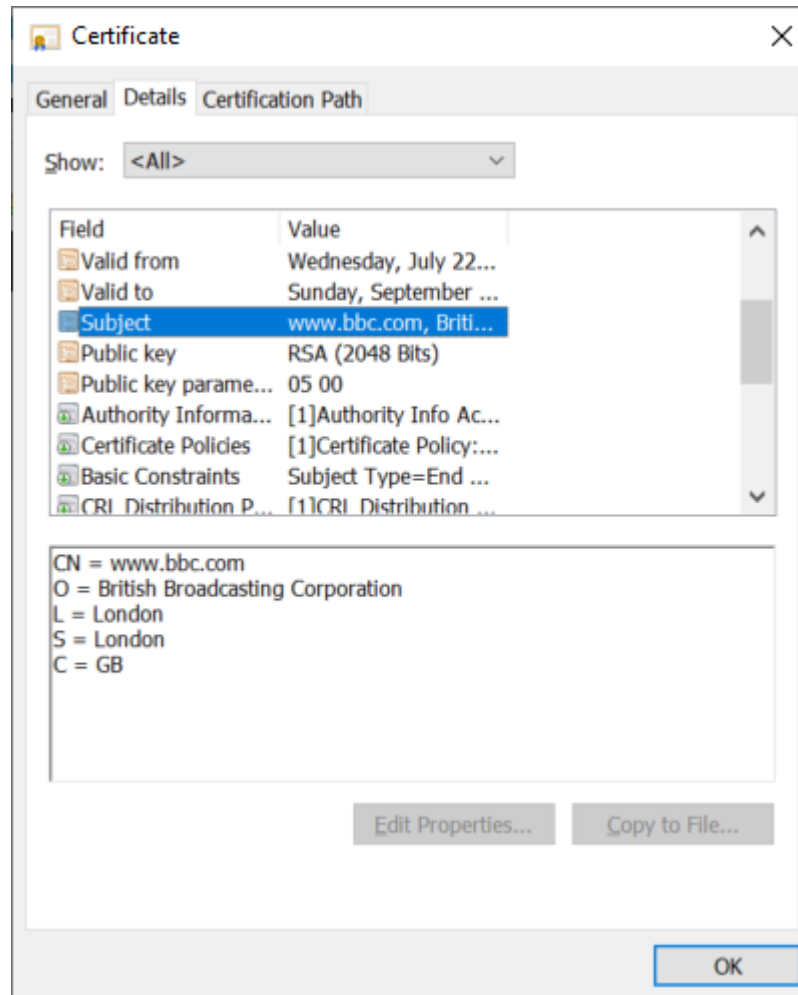 Certificate
General Details Certification Path
Show: <All>
Field Value
Valid from Wednesday, July 22...
Valid to Sunday, September ...
Subject www.bbc.com, Briti...
Public key RSA (2048 Bits)
Public key parame... 05 00
Authority Informa... [1]Authority Info Ac...
Certificate Policies [1]Certificate Policy:...
Basic Constraints Subject Type=End ...
CRL Distribution P... [1]CRL Distribution ...
CN = www.bbc.com
O = British Broadcasting Corporation
L = London
S = London
C = GB
Edit Properties... Copy to File...
OK